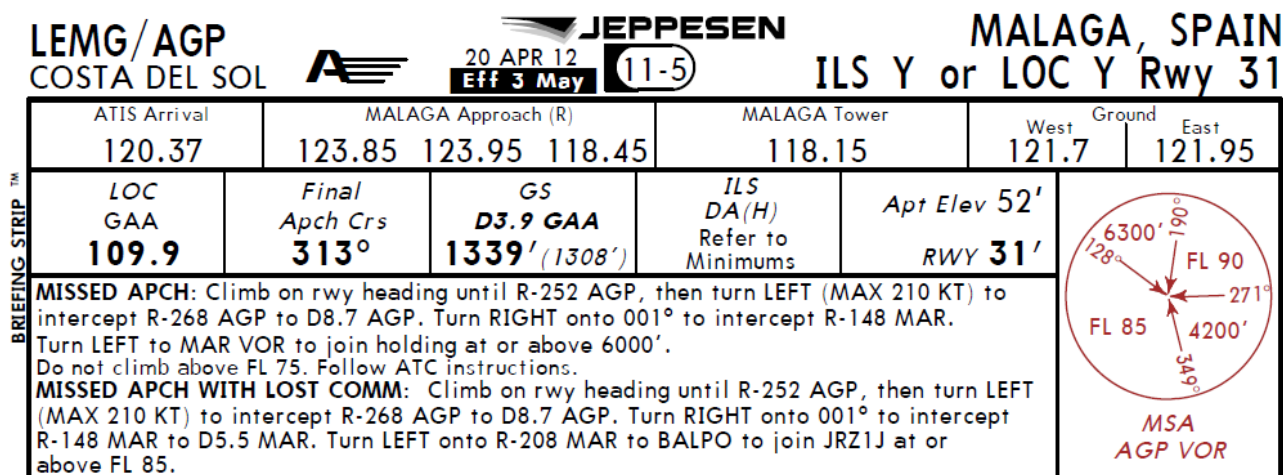 LEMG/AGP
COSTA DEL SOL
JEPPESEN
20 APR 12
Eff 3 May
11-5
MALAGA, SPAIN
ILS Y or LOC Y Rwy 31
BRIEFING STRIP ™
ATIS Arrival
120.37
MALAGA Approach (R)
123.85 123.95 118.45
MALAGA Tower
118.15
Ground
West
121.7
East
121.95
LOC
GAA
109.9
Final
Apch Crs
313°
GS
D3.9 GAA
1339' (1308')
ILS
DA(H)
Refer to
Minimums
Apt Elev 52'
RWY 31'
MISSED APCH: Climb on rwy heading until R-252 AGP, then turn LEFT (MAX 210 KT) to
intercept R-268 AGP to D8.7 AGP. Turn RIGHT onto 001° to intercept R-148 MAR.
Turn LEFT to MAR VOR to join holding at or above 6000'.
Do not climb above FL 75. Follow ATC instructions.
MISSED APCH WITH LOST COMM: Climb on rwy heading until R-252 AGP, then turn LEFT
(MAX 210 KT) to intercept R-268 AGP to D8.7 AGP. Turn RIGHT onto 001° to intercept
R-148 MAR to D5.5 MAR. Turn LEFT onto R-208 MAR to BALPO to join JRZ1J at or
above FL 85.
6300'
190°
128°
FL 90
271°
FL 85
4200'
349°
MSA
AGP VOR